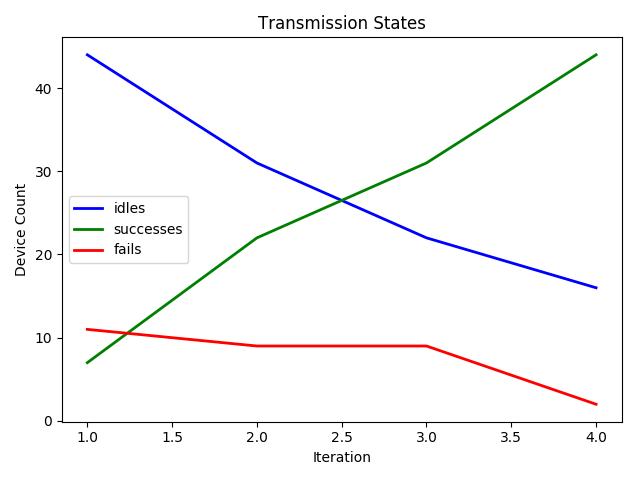 Transmission States
Device Count
40
30
20
10
0
idles
successes
fails
1.0 1.5 2.0 2.5 3.0 3.5 4.0
Iteration